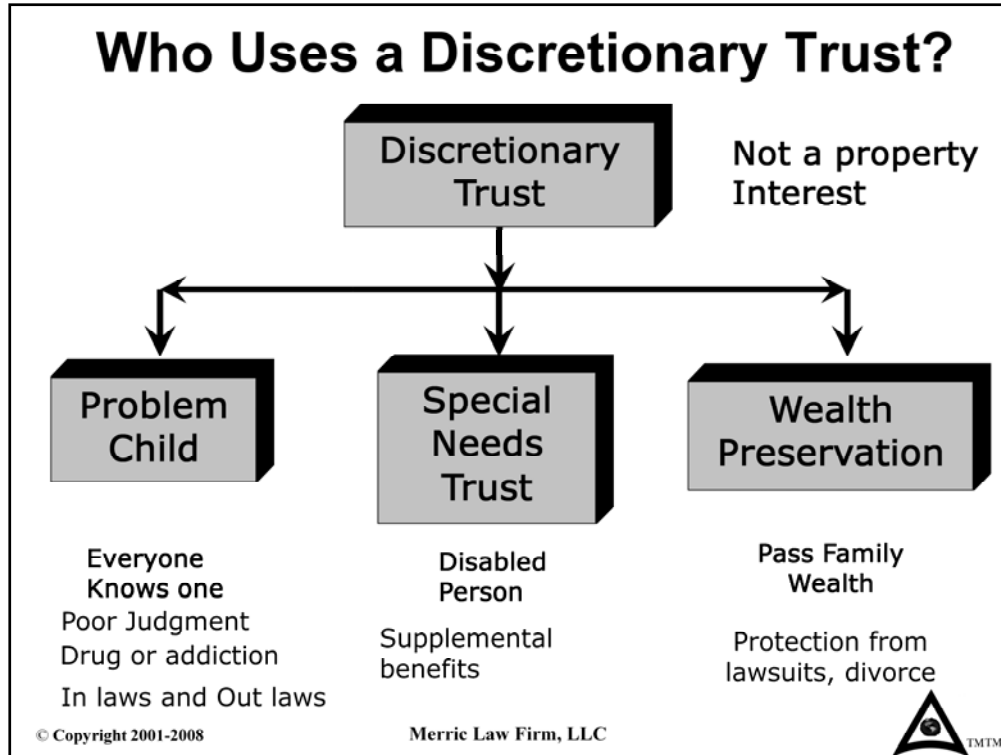 Who Uses a Discretionary Trust?
Discretionary
Trust
Not a property
Interest
Problem
Child
Special
Needs
Trust
Wealth
Preservation
Everyone
Knows one
Poor Judgment
Drug or addiction
In laws and Out laws
Disabled
Person
Supplemental
benefits
Pass Family
Wealth
Protection from
lawsuits, divorce
© Copyright 2001-2008
Merric Law Firm, LLC
TMTM